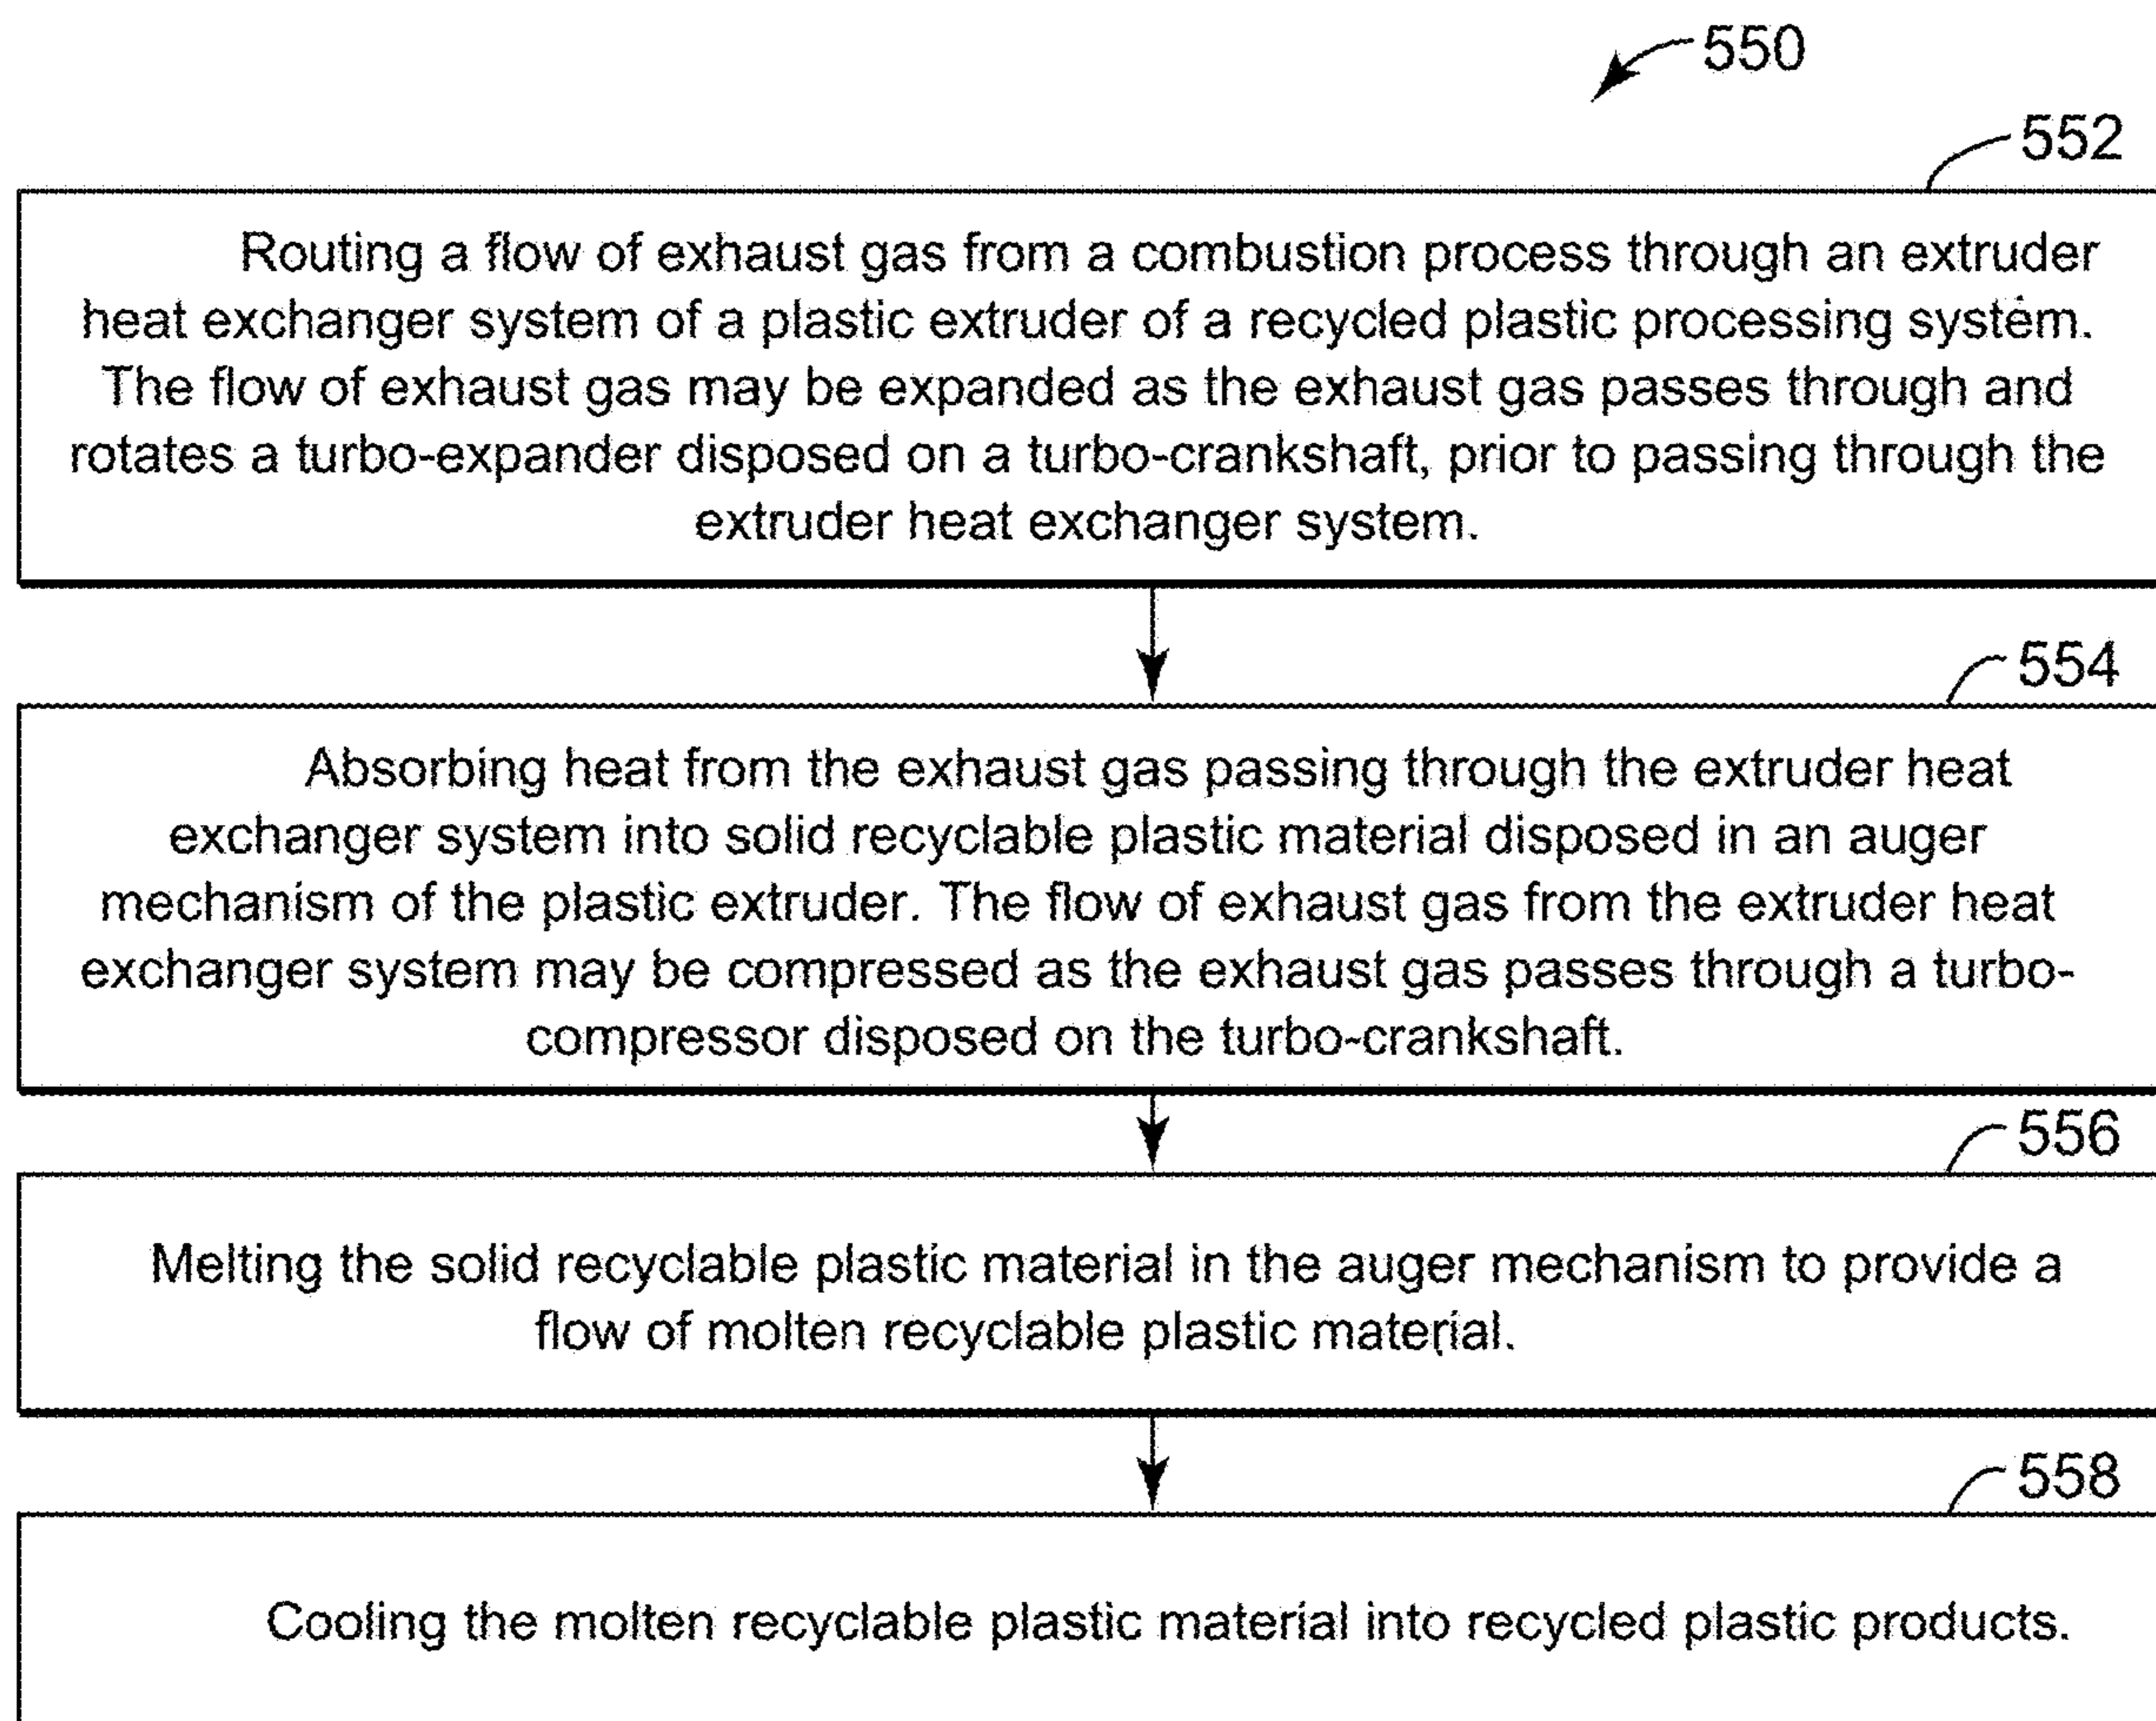 550
552
Routing a flow of exhaust gas from a combustion process through an extruder
heat exchanger system of a plastic extruder of a recycled plastic processing system.
The flow of exhaust gas may be expanded as the exhaust gas passes through and
rotates a turbo-expander disposed on a turbo-crankshaft, prior to passing through the
extruder heat exchanger system.
554
Absorbing heat from the exhaust gas passing through the extruder heat
exchanger system into solid recyclable plastic material disposed in an auger
mechanism of the plastic extruder. The flow of exhaust gas from the extruder heat
exchanger system may be compressed as the exhaust gas passes through a turbo-
compressor disposed on the turbo-crankshaft.
556
Melting the solid recyclable plastic material in the auger mechanism to provide a
flow of molten recyclable plastic material.
558
Cooling the molten recyclable plastic material into recycled plastic products.